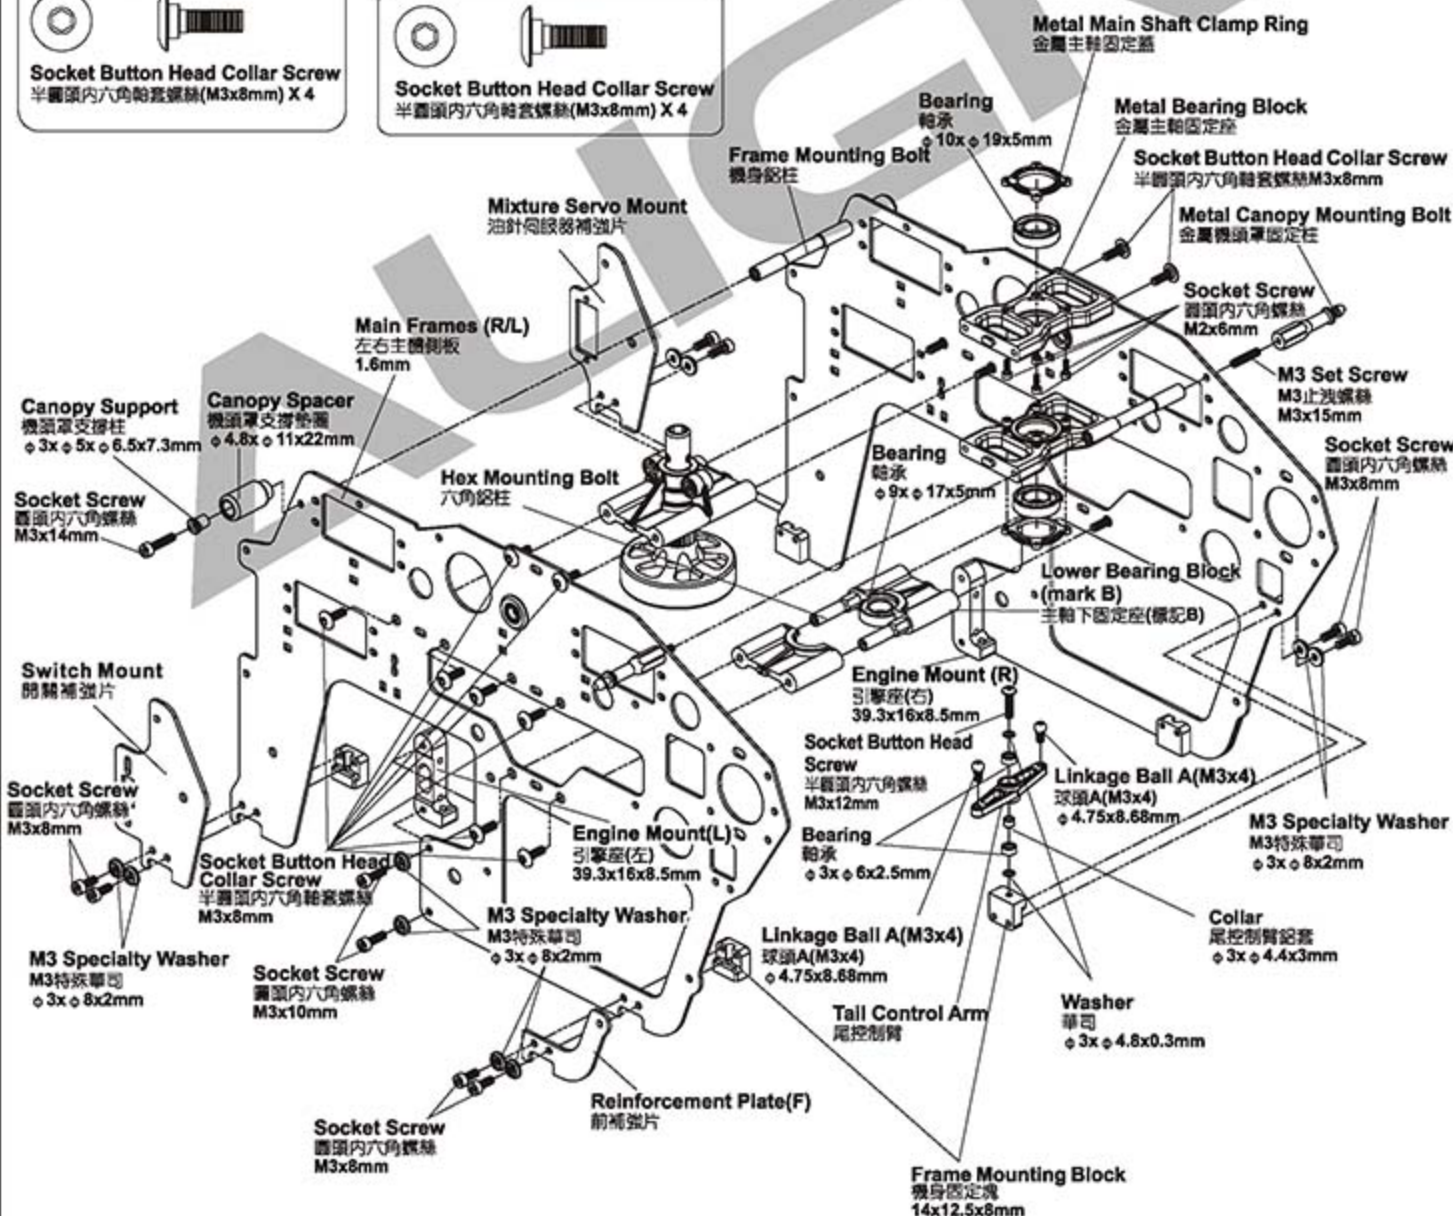 Socket Button Head Collar Screw
半圓頭內六角軸套螺絲(M3x8mm) X 4
Socket Button Head Collar Screw
半圓頭內六角軸套螺絲(M3x8mm) X 4
Metal Main Shaft Clamp Ring
金屬主軸固定蓋
Bearing
軸承
φ 10x φ 19x5mm
Metal Bearing Block
金屬主軸固定座
Frame Mounting Bolt
機身鋁柱
Socket Button Head Collar Screw
半圓頭內六角軸套螺絲M3x8mm
Mixture Servo Mount
油針伺服器補強片
Metal Canopy Mounting Bolt
金屬機頭罩固定柱
Socket Screw
圓頭內六角螺絲
M2x6mm
Main Frames (R/L)
左右主體側板
1.6mm
M3 Set Screw
M3止洩螺絲
M3x15mm
Canopy Support
機頭罩支撐柱
φ 3x φ 5x φ 6.5x7.3mm
Canopy Spacer
機頭罩支撐墊圈
φ 4.8x φ 11x22mm
Bearing
軸承
φ 9x φ 17x5mm
Socket Screw
圓頭內六角螺絲
M3x8mm
Hex Mounting Bolt
六角鋁柱
Socket Screw
圓頭內六角螺絲
M3x14mm
Lower Bearing Block
(mark B)
主軸下固定座(標記B)
Switch Mount
開關補強片
Engine Mount (R)
引擎座(右)
39.3x16x8.5mm
Socket Button Head
Screw
半圓頭內六角螺絲
M3x12mm
Linkage Ball A(M3x4)
球頭A(M3x4)
φ 4.75x8.68mm
Socket Screw
圓頭內六角螺絲
M3x8mm
Engine Mount(L)
引擎座(左)
39.3x16x8.5mm
Bearing
軸承
φ 3x φ 6x2.5mm
M3 Specialty Washer
M3特殊華司
φ 3x φ 8x2mm
Socket Button Head
Collar Screw
半圓頭內六角軸套螺絲
M3x8mm
M3 Specialty Washer
M3特殊華司
φ 3x φ 8x2mm
Linkage Ball A(M3x4)
球頭A(M3x4)
φ 4.75x8.68mm
Collar
尾控制臂鋁套
φ 3x φ 4.4x3mm
M3 Specialty Washer
M3特殊華司
φ 3x φ 8x2mm
Socket Screw
圓頭內六角螺絲
M3x10mm
Tail Control Arm
尾控制臂
Washer
華司
φ 3x φ 4.8x0.3mm
Reinforcement Plate(F)
前補強片
Socket Screw
圓頭內六角螺絲
M3x8mm
Frame Mounting Block
機身固定塊
14x12.5x8mm